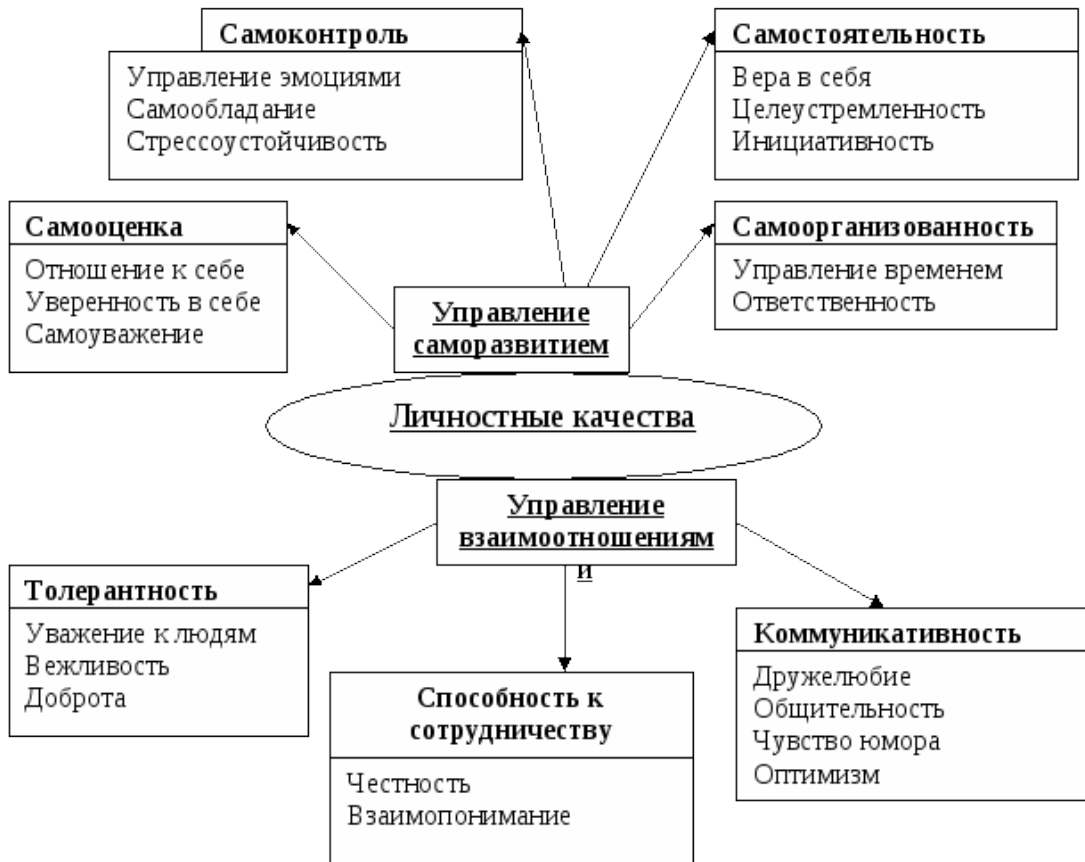 Самоконтроль
Управление эмоциями
Самообладание
Стрессоустойчивость
Самостоятельность
Вера в себя
Целеустремленность
Инициативность
Самооценка
Отношение к себе
Уверенность в себе
Самоуважение
Самоорганизованность
Управление временем
Ответственность
Управление
саморазвитием
Личностные качества
Управление
взаимоотношениям
и
Толерантность
Уважение к людям
Вежливость
Доброта
Способность к
сотрудничеству
Честность
Взаимопонимание
Коммуникативность
Дружелюбие
Общительность
Чувство юмора
Оптимизм